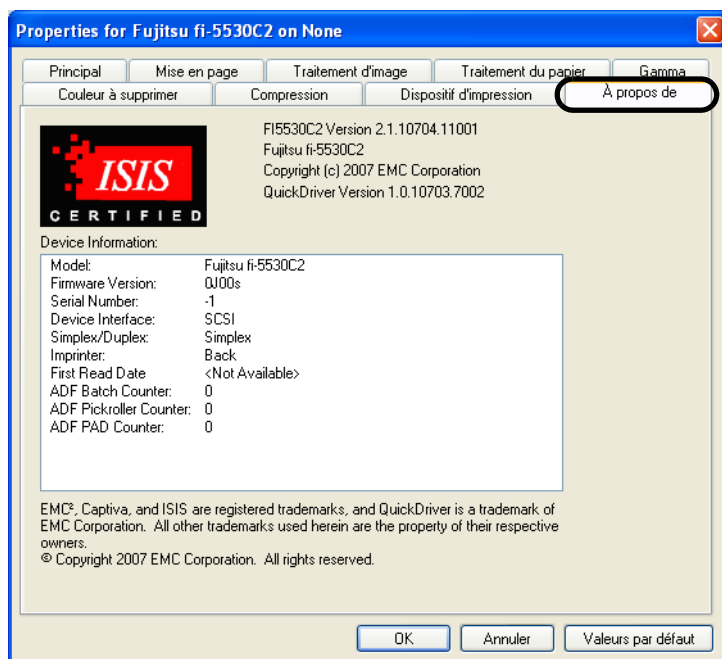 Properties for Fujitsu fi-5530C2 on None
Principal Mise en page Traitement d'image Traitement du papier Gamma
Couleur à supprimer Compression Dispositif d'impression À propos de
ISIS
CERTIFIED
FI5530C2 Version 2.1.10704.11001
Fujitsu fi-5530C2
Copyright (c) 2007 EMC Corporation
QuickDriver Version 1.0.10703.7002
Device Information:
Model: Fujitsu fi-5530C2
Firmware Version: 0J00s
Serial Number: -1
Device Interface: SCSI
Simplex/Duplex: Simplex
Imprinter: Back
First Read Date <Not Available>
ADF Batch Counter: 0
ADF Pickroller Counter: 0
ADF PAD Counter: 0
EMC², Captiva, and ISIS are registered trademarks, and QuickDriver is a trademark of
EMC Corporation. All other trademarks used herein are the property of their respective
owners.
© Copyright 2007 EMC Corporation. All rights reserved.
OK Annuler Valeurs par défaut